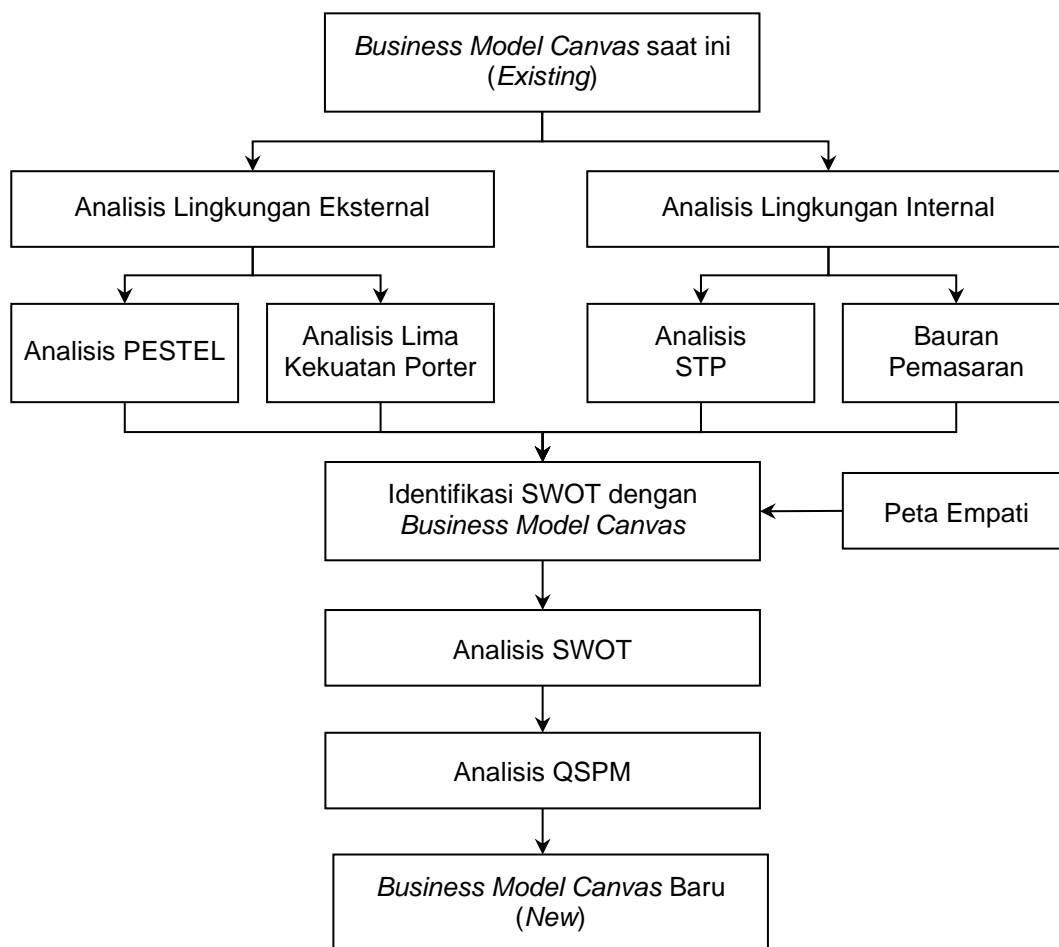 Business Model Canvas saat ini
(Existing)
Analisis Lingkungan Eksternal
Analisis Lingkungan Internal
Analisis PESTEL
Analisis Lima
Kekuatan Porter
Analisis
STP
Bauran
Pemasaran
Identifikasi SWOT dengan
Business Model Canvas
Peta Empati
Analisis SWOT
Analisis QSPM
Business Model Canvas Baru
(New)